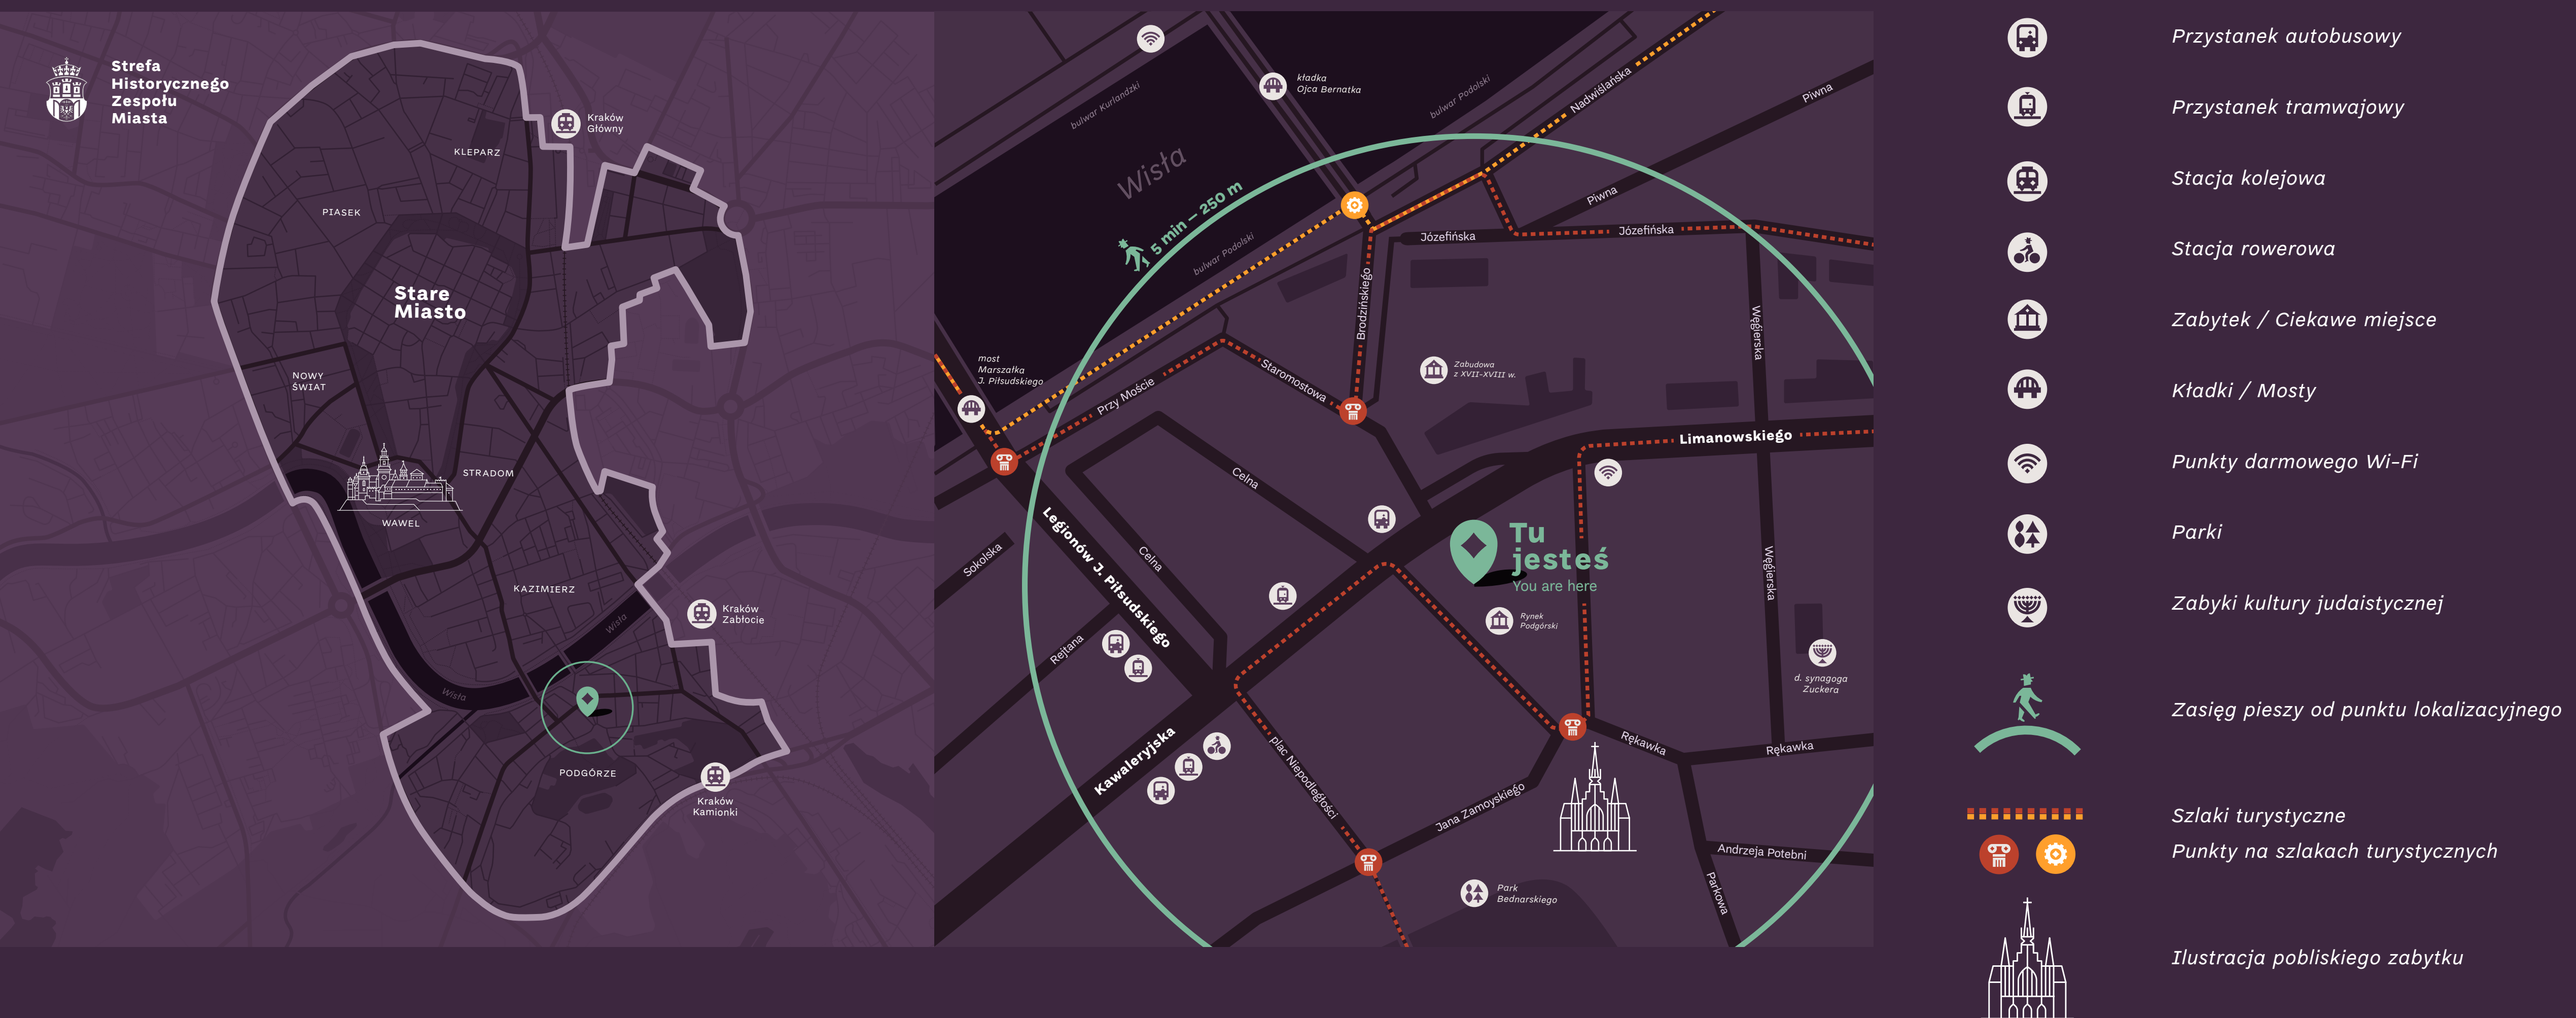 Strefa
Historycznego
Zespołu
Miasta
Kraków
Główny
KLEPARZ
PIASEK
Stare
Miasto
NOWY
ŚWIAT
STRADOM
WAWEL
KAZIMIERZ
Kraków
Zabłocie
Wisła
Wisła
PODGÓRZE
Kraków
Kamionki
kładka
Ojca Bernatka
bulwar Kurlandzki
bulwar Podolski
Nadwiślańska
Piwna
Wisła
5 min – 250 m
Piwna
bulwar Podolski
Józefińska
Józefińska
Brodzińskiego
Węgierska
most
Marszałka
J. Piłsudskiego
Przy Moście
Staromostowa
Zabudowa
z XVII-XVIII w.
Limanowskiego
Celna
Legionów J. Piłsudskiego
Sokolska
Celna
Tu
jesteś
You are here
Węgierska
Rynek
Podgórski
Rejtana
d. synagoga
Zuckera
Kawaleryjska
plac Niepodległości
Rękawka
Rękawka
Jana Zamoyskiego
Andrzeja Potebni
Parkowa
Park
Bednarskiego
Przystanek autobusowy
Przystanek tramwajowy
Stacja kolejowa
Stacja rowerowa
Zabytek / Ciekawe miejsce
Kładki / Mosty
Punkty darmowego Wi-Fi
Parki
Zabyki kultury judaistycznej
Zasięg pieszy od punktu lokalizacyjnego
Szlaki turystyczne
Punkty na szlakach turystycznych
Ilustracja pobliskiego zabytku